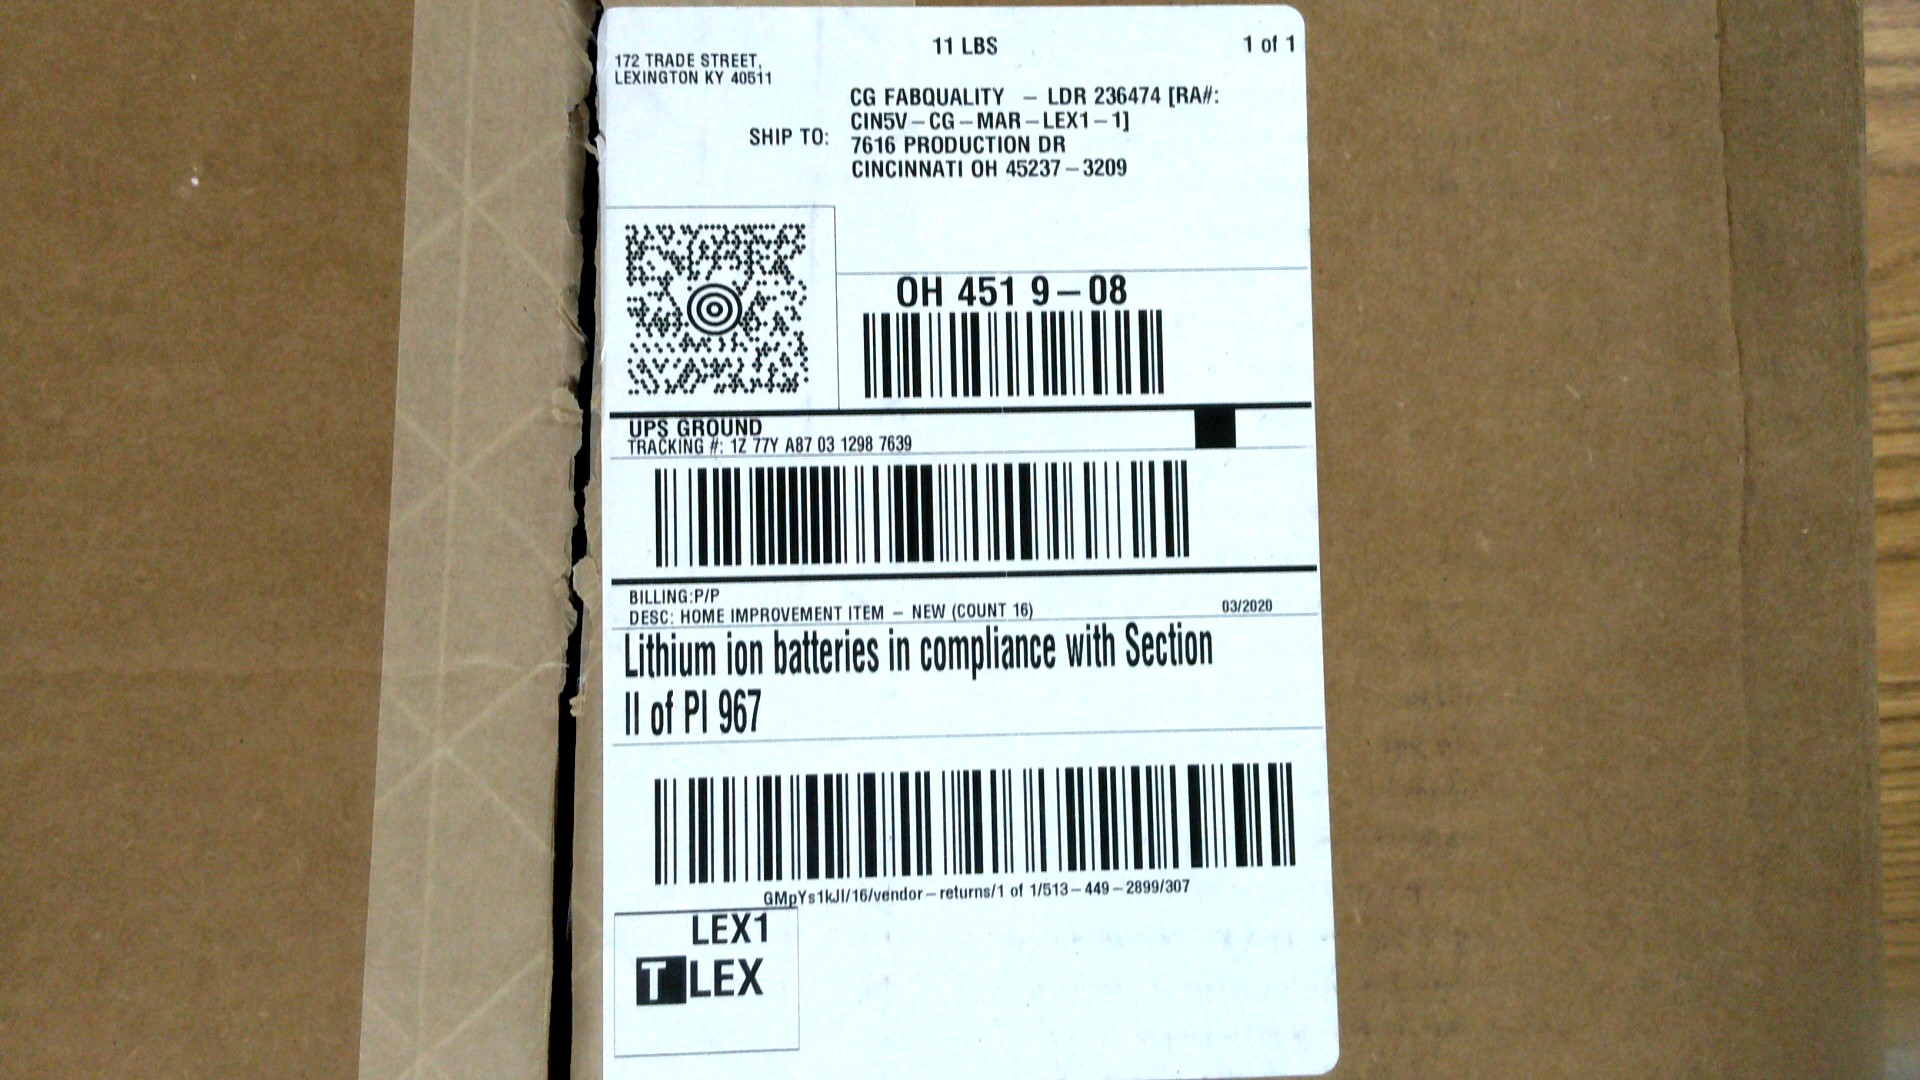 172 TRADE STREET,
LEXINGTON KY 40511
11 LBS
1 of 1
SHIP TO:
CG FABQUALITY – LDR 236474 [RA#:
CIN5V–CG–MAR–LEX1–1]
7616 PRODUCTION DR
CINCINNATI OH 45237–3209
OH 451 9–08
UPS GROUND
TRACKING #: 1Z 77Y A87 03 1298 7639
BILLING:P/P
DESC: HOME IMPROVEMENT ITEM – NEW (COUNT 16)
03/2020
Lithium ion batteries in compliance with Section
II of PI 967
GMpYs1kJI/16/vendor–returns/1 of 1/513–449–2899/307
LEX1
T LEX